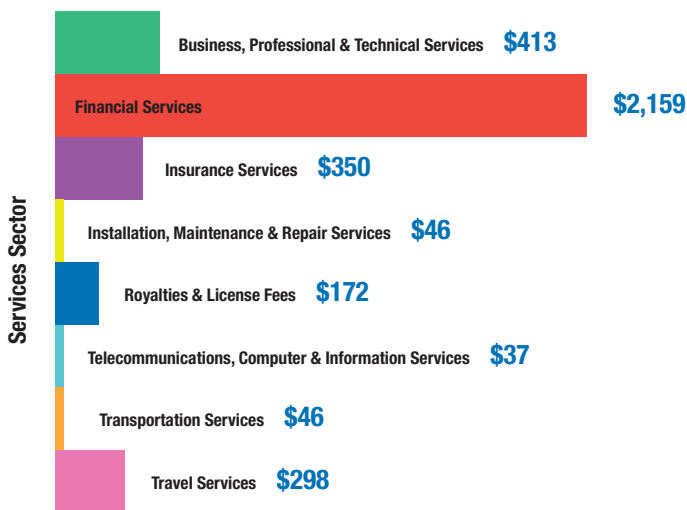 Services Sector
Business, Professional & Technical Services $413
Financial Services $2,159
Insurance Services $350
Installation, Maintenance & Repair Services $46
Royalties & License Fees $172
Telecommunications, Computer & Information Services $37
Transportation Services $46
Travel Services $298